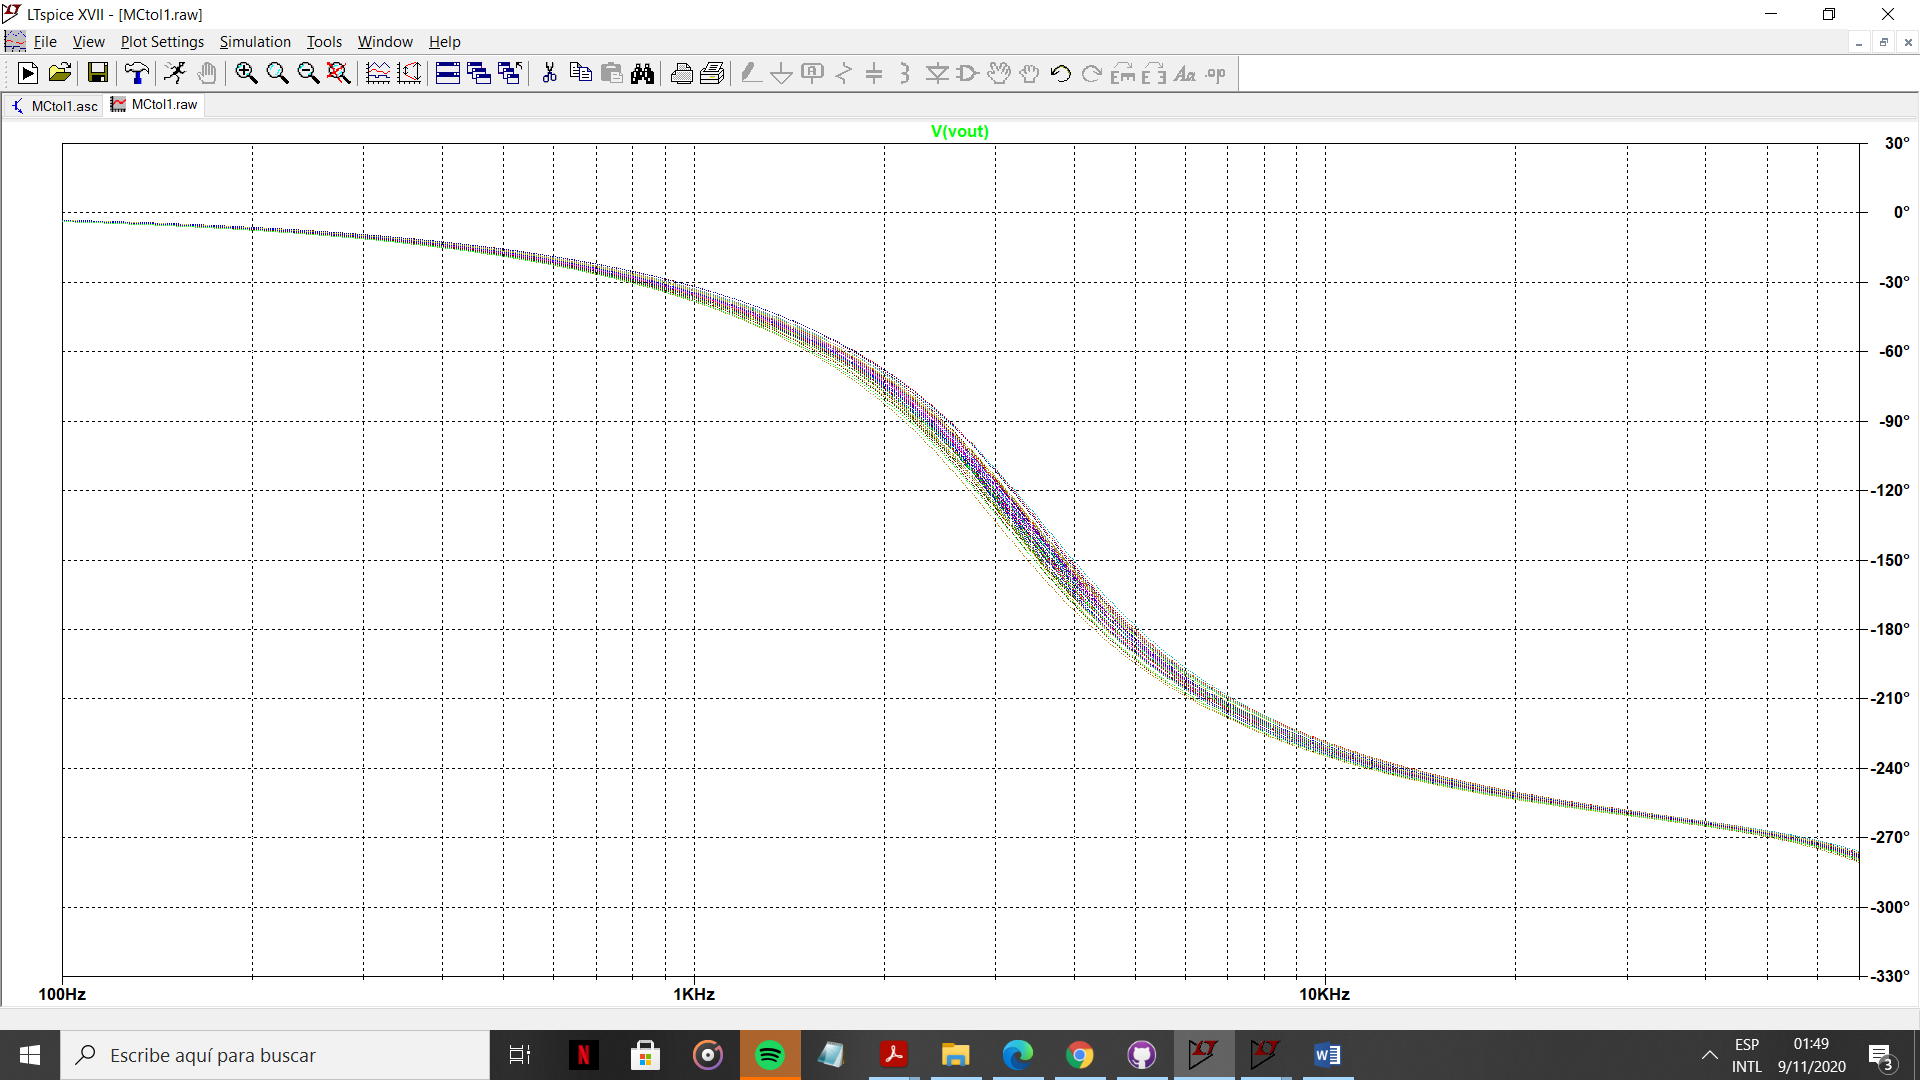 LTspice XVII - [MCtol1.raw]
File View Plot Settings Simulation Tools Window Help
MCtol1.asc MCtol1.raw
V(vout)
30°
0°
-30°
-60°
-90°
-120°
-150°
-180°
-210°
-240°
-270°
-300°
-330°
100Hz 1KHz 10KHz
Escribe aquí para buscar
ESP 01:49
INTL 9/11/2020
3